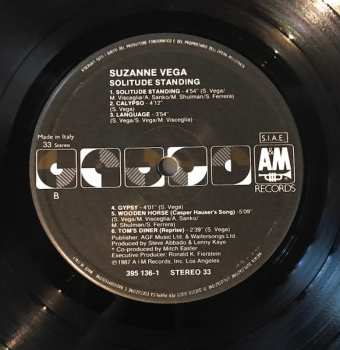 SUZANNE VEGA
SOLITUDE STANDING
1. SOLITUDE STANDING - 4'54" (S. Vega/
M. Visceglia/A. Sanko/M. Shulman/S. Ferrera)
2. CALYPSO - 4'12"
(S. Vega)
3. LANGUAGE - 3'54"
(S. Vega/S. Vega/M. Visceglia)
Made in Italy
33 Stereo
S.I.A.E.
A&M
RECORDS
B
4. GYPSY - 4'01" (S. Vega)
5. WOODEN HORSE (Casper Hauser's Song) - 5'09"
(S. Vega/S. Vega/A. Sanko/
M. Shulman/S. Ferrera)
6. TOM'S DINER (Reprise) - 2'39" (S. Vega)
Publisher: AGF Music Ltd. & Waifersongs Ltd
Produced by Steve Abbado & Lenny Kaye
* Co-produced by Mitch Easter
Executive Producer: Ronald K. Fierstein
℗1987 A&M Records, Inc. Los Angeles
395 136-1 STEREO 33